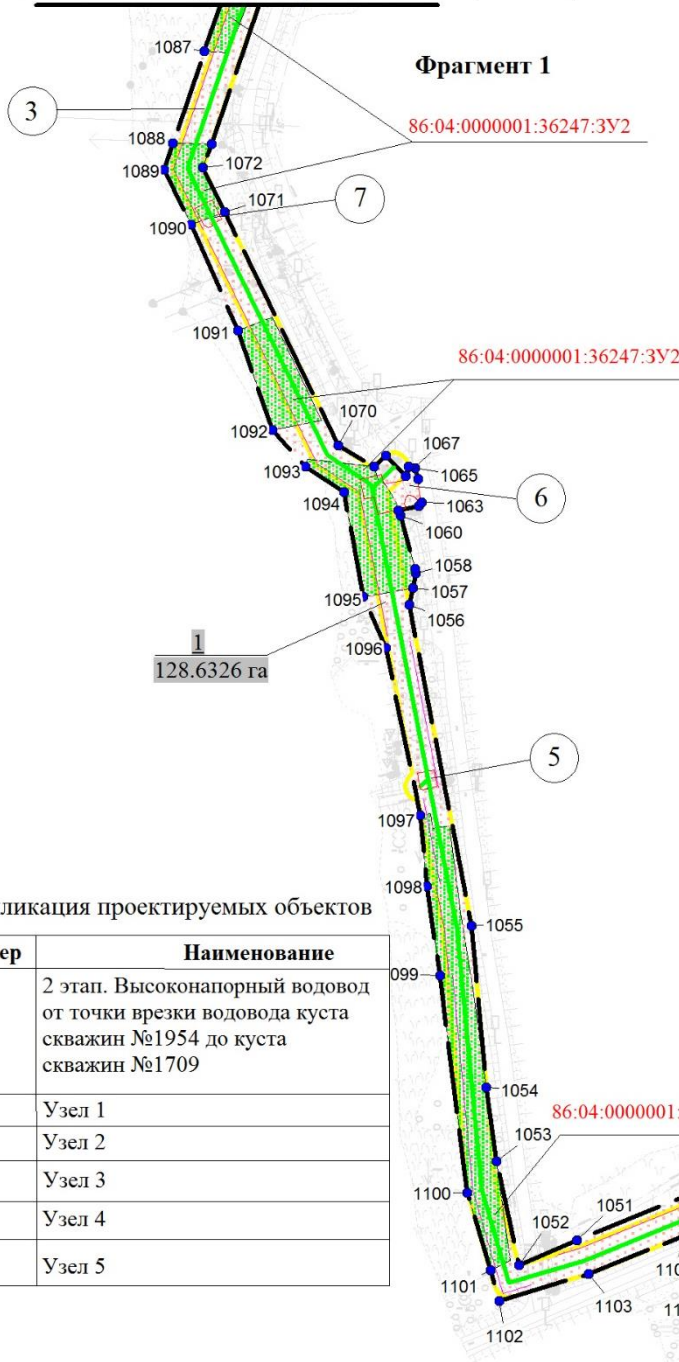 1087
Фрагмент 1
3
86:04:0000001:36247:ЗУ2
1088
1072
1089
7
1071
1090
1091
86:04:0000001:36247:ЗУ2
1070
1092
1067
1093
1065
6
1094
1063
1060
1058
1095
1057
1056
1
128.6326 га
1096
5
1097
1098
ликация проектируемых объектов
1055
ер Наименование
099
2 этап. Высоконапорный водовод
от точки врезки водовода куста
скважин №1954 до куста
скважин №1709
1054
Узел 1
86:04:0000001:
Узел 2
1053
Узел 3
1100
Узел 4
1051
1052
Узел 5
1101
10
1103
1102
11